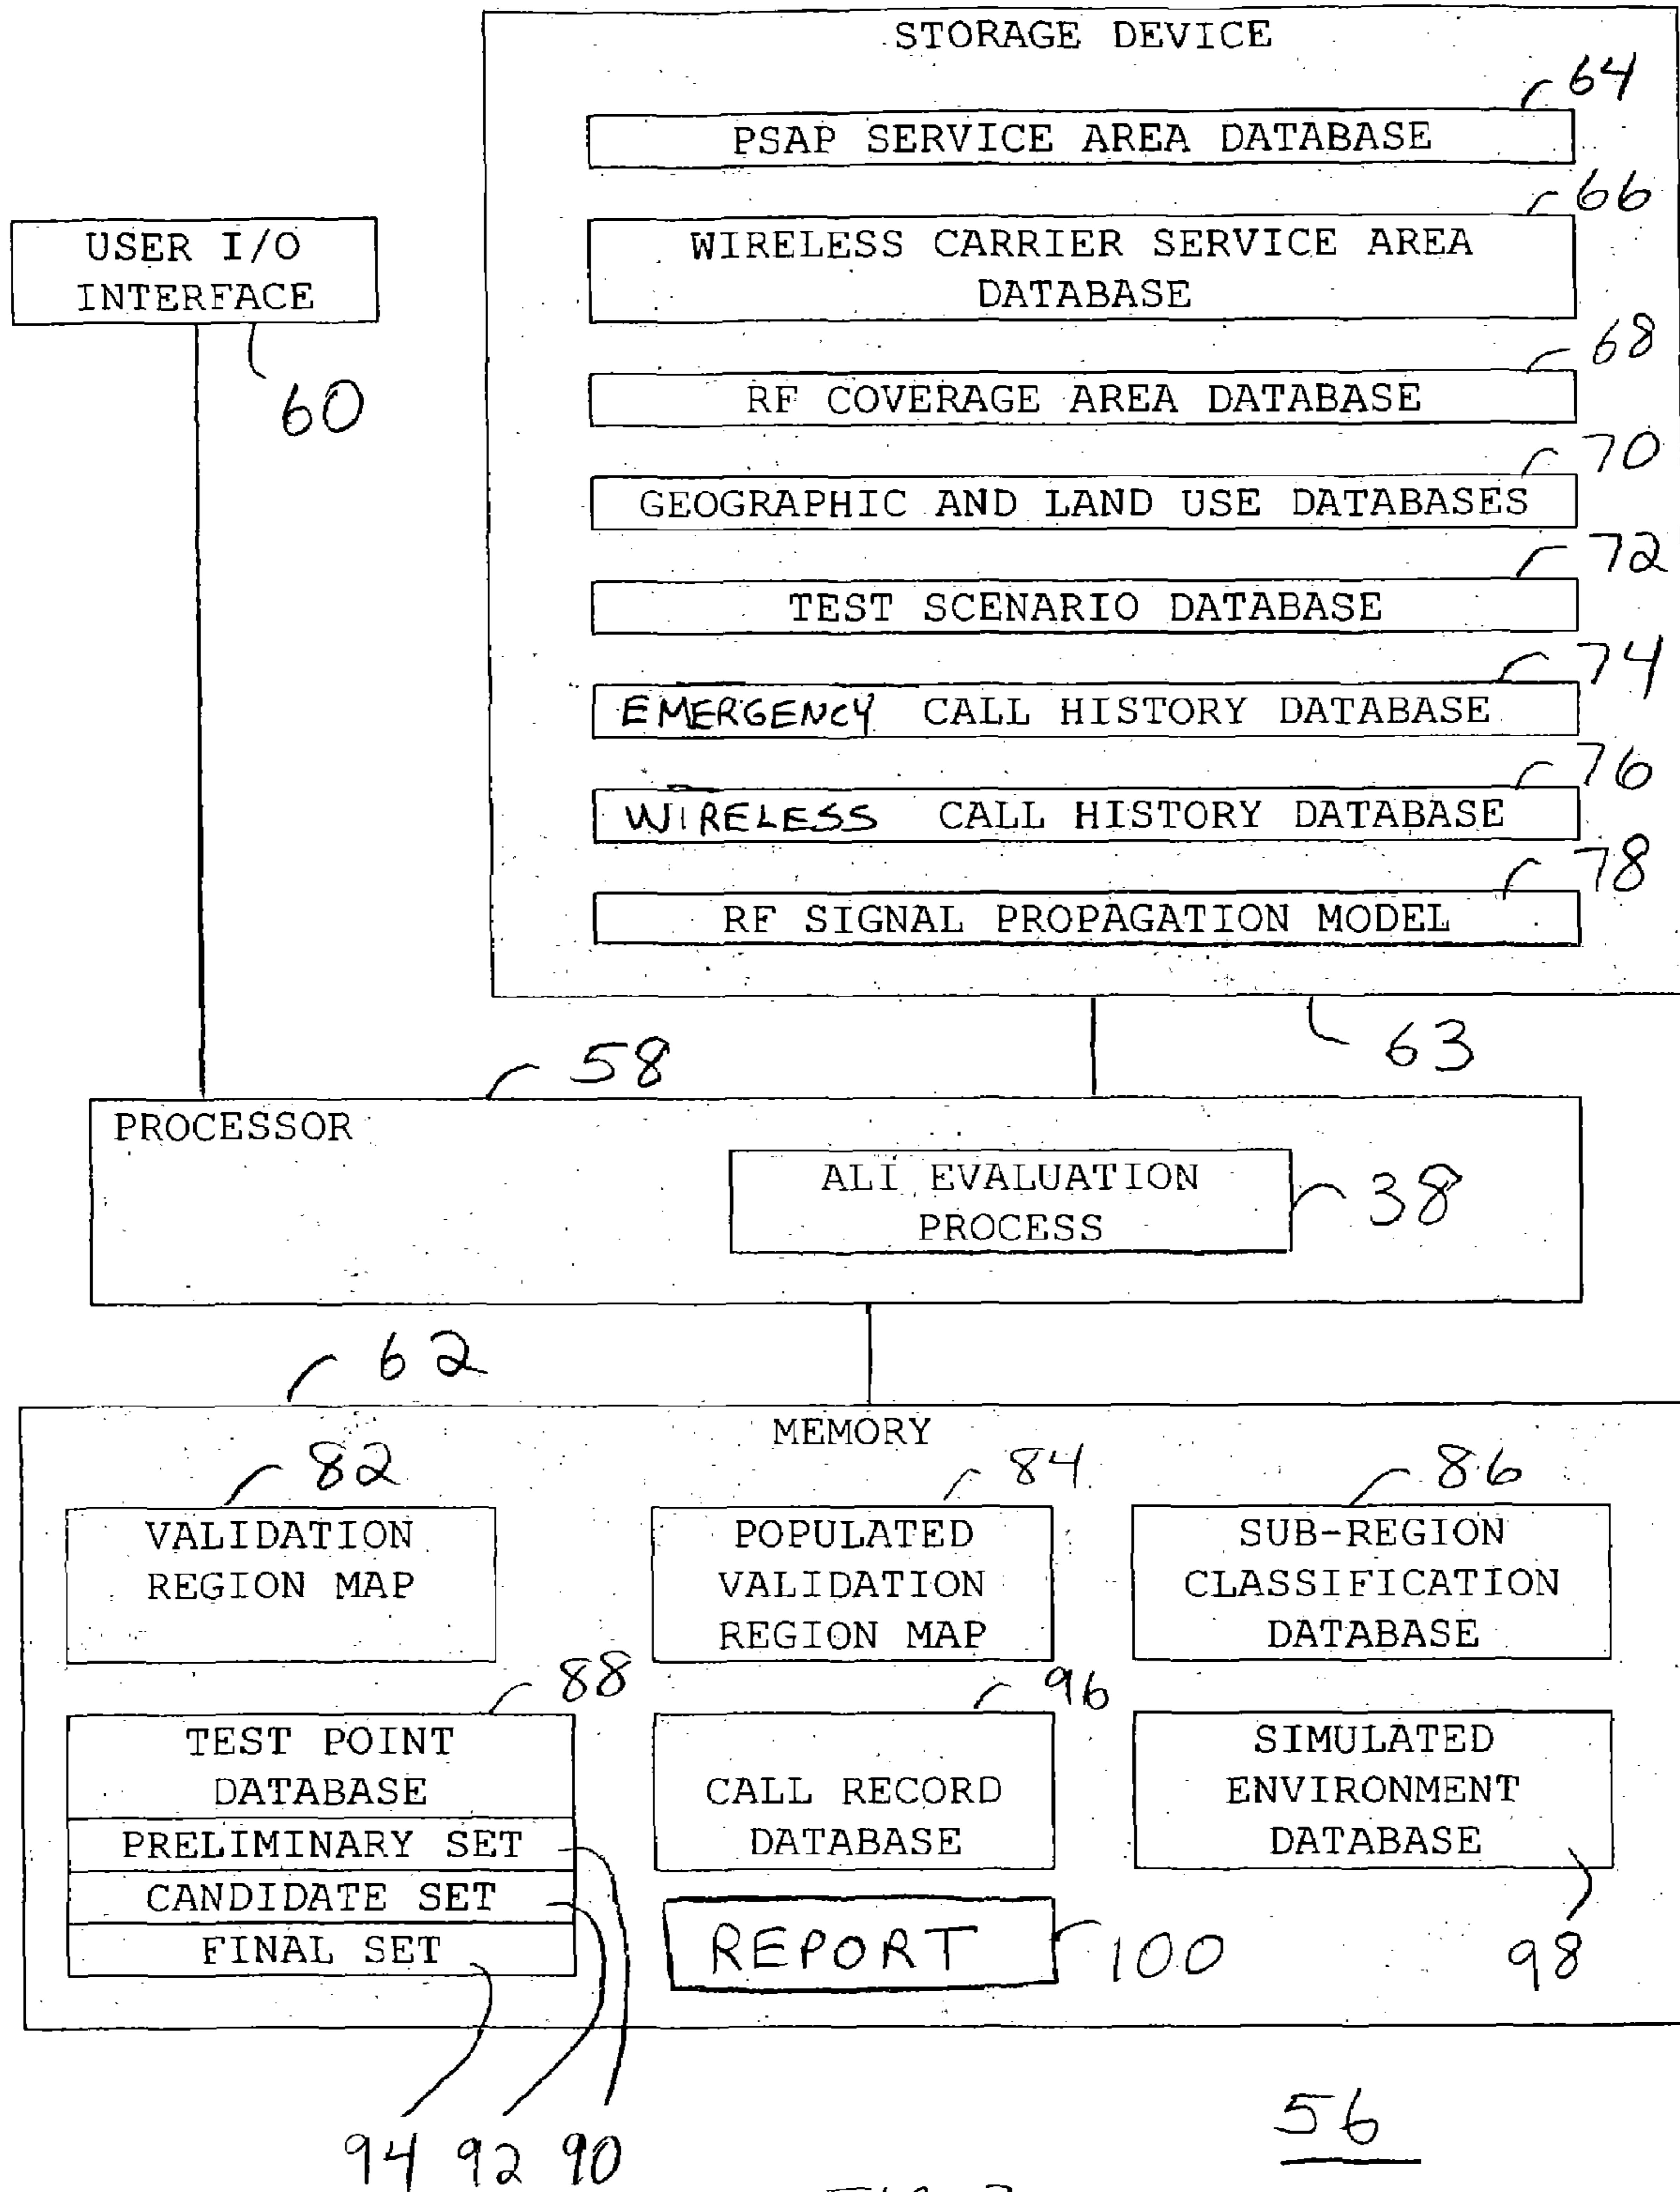 STORAGE DEVICE
64
PSAP SERVICE AREA DATABASE
66
WIRELESS CARRIER SERVICE AREA
DATABASE
USER I/O
INTERFACE
60
68
RF COVERAGE AREA DATABASE
70
GEOGRAPHIC AND LAND USE DATABASES
72
TEST SCENARIO DATABASE
74
EMERGENCY CALL HISTORY DATABASE
76
WIRELESS CALL HISTORY DATABASE
78
RF SIGNAL PROPAGATION MODEL
63
58
PROCESSOR
ALI EVALUATION
PROCESS
38
62
MEMORY
82
VALIDATION
REGION MAP
84
POPULATED
VALIDATION
REGION MAP
86
SUB-REGION
CLASSIFICATION
DATABASE
88
TEST POINT
DATABASE
PRELIMINARY SET
CANDIDATE SET
FINAL SET
96
CALL RECORD
DATABASE
SIMULATED
ENVIRONMENT
DATABASE
REPORT
100
98
94 92 90
56